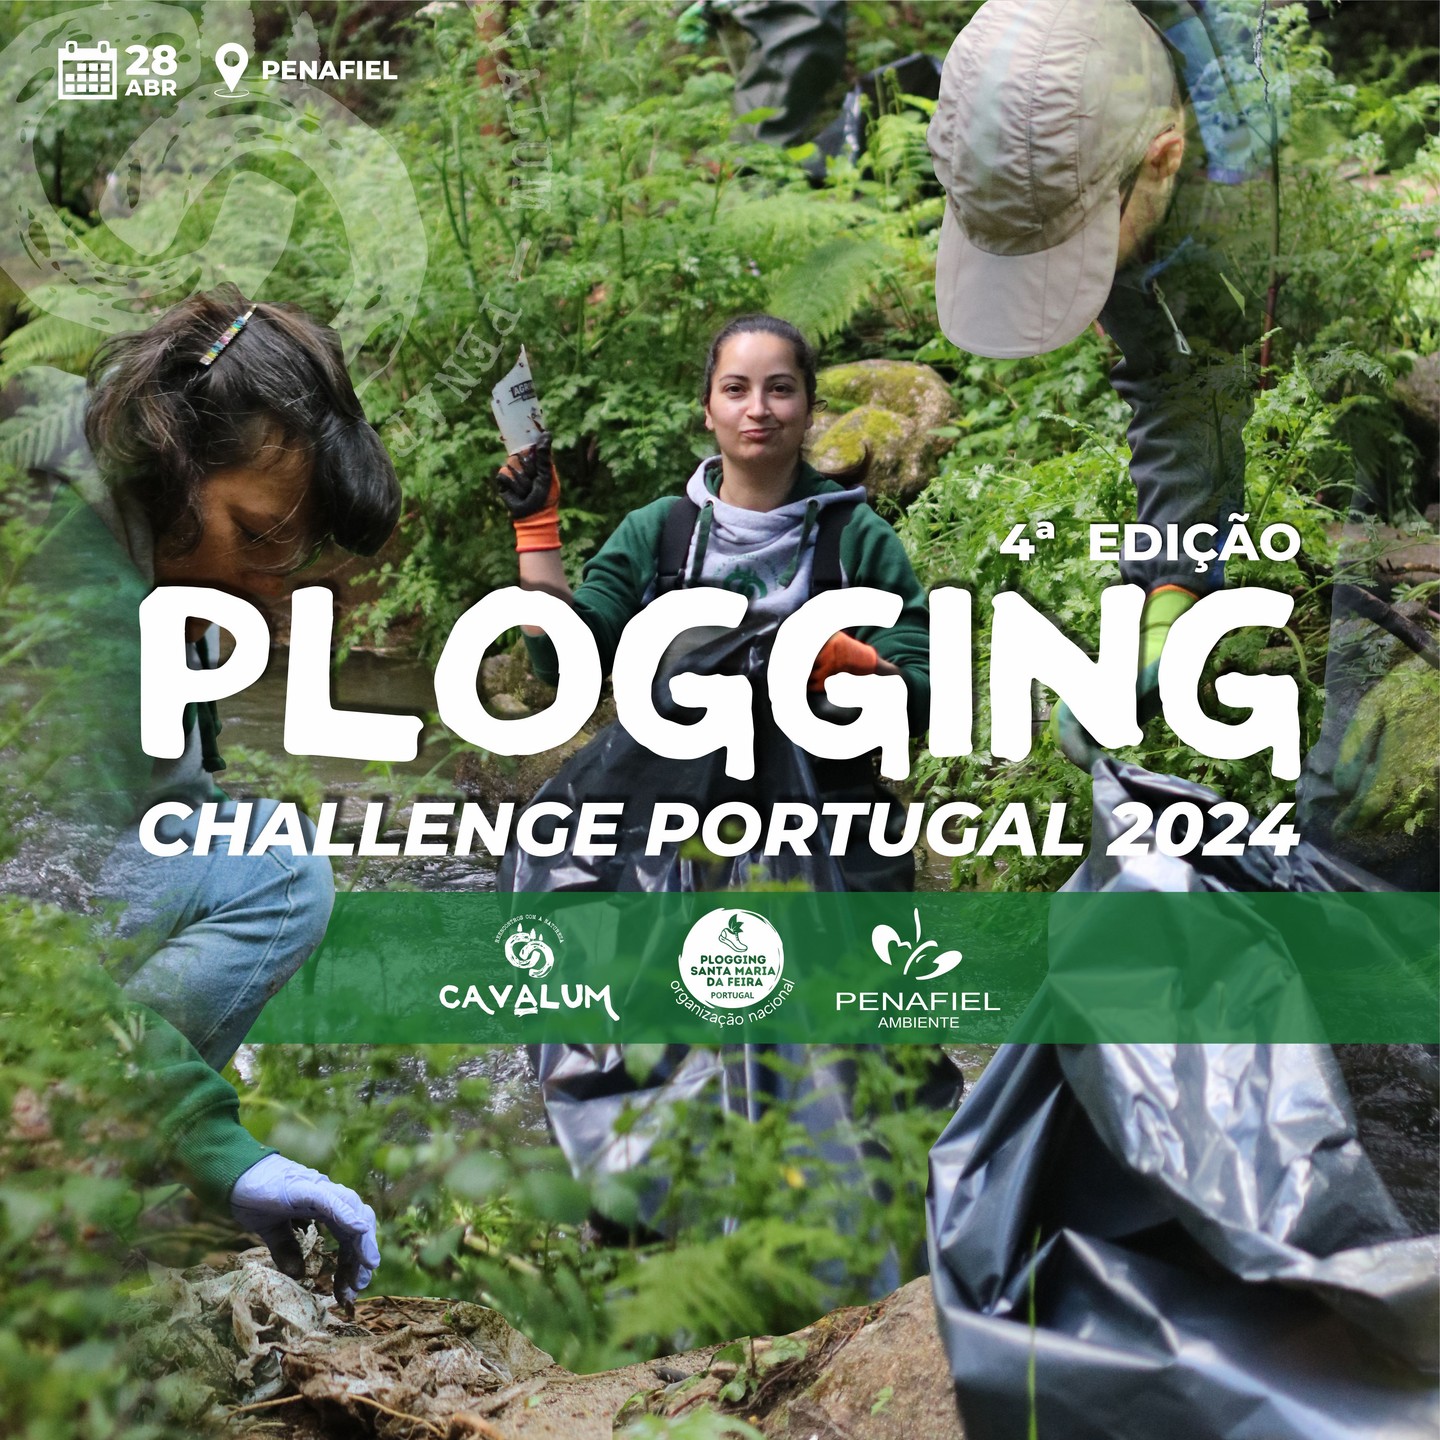 28
ABR
PENAFIEL
4ª EDIÇÃO
PLOGGING
CHALLENGE PORTUGAL 2024
REENCONTROS COM A NATUREZA
CAVALUM
PLOGGING
SANTA MARIA
DA FEIRA
PORTUGAL
organização nacional
PENAFIEL
AMBIENTE